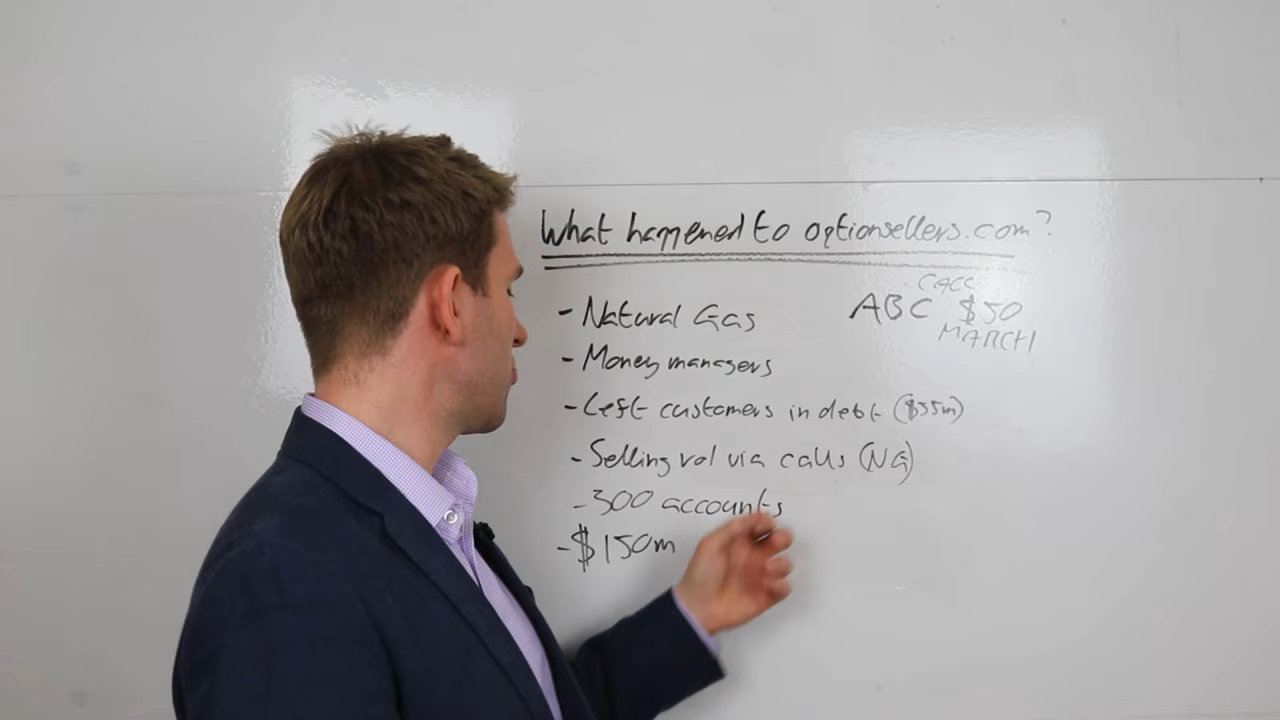 What happened to optionsellers.com?
- Natural Gas
- Money managers
- Left customers in debt ($35m)
- Selling vol via calls (NG)
- 300 accounts
- $150m
CALL
ABC $50
MARCH